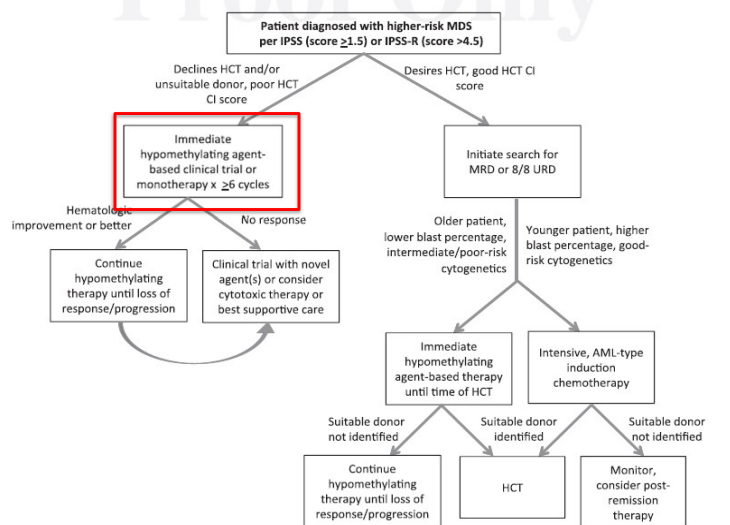 Proof Only
Patient diagnosed with higher-risk MDS
per IPSS (score ≥1.5) or IPSS-R (score >4.5)
Declines HCT and/or
unsuitable donor, poor HCT
CI score
Desires HCT, good HCT CI
score
Immediate
hypomethylating agent-
based clinical trial or
monotherapy x ≥6 cycles
Initiate search for
MRD or 8/8 URD
Hematologic
improvement or better
No response
Older patient,
lower blast percentage,
intermediate/poor-risk
cytogenetics
Younger patient, higher
blast percentage, good-
risk cytogenetics
Continue
hypomethylating
therapy until loss of
response/progression
Clinical trial with novel
agent(s) or consider
cytotoxic therapy or
best supportive care
Immediate
hypomethylating
agent-based therapy
until time of HCT
Intensive, AML-type
induction
chemotherapy
Suitable donor
not identified
Suitable donor
identified
Suitable donor
not identified
Continue
hypomethylating
therapy until loss of
response/progression
HCT
Monitor,
consider post-
remission
therapy